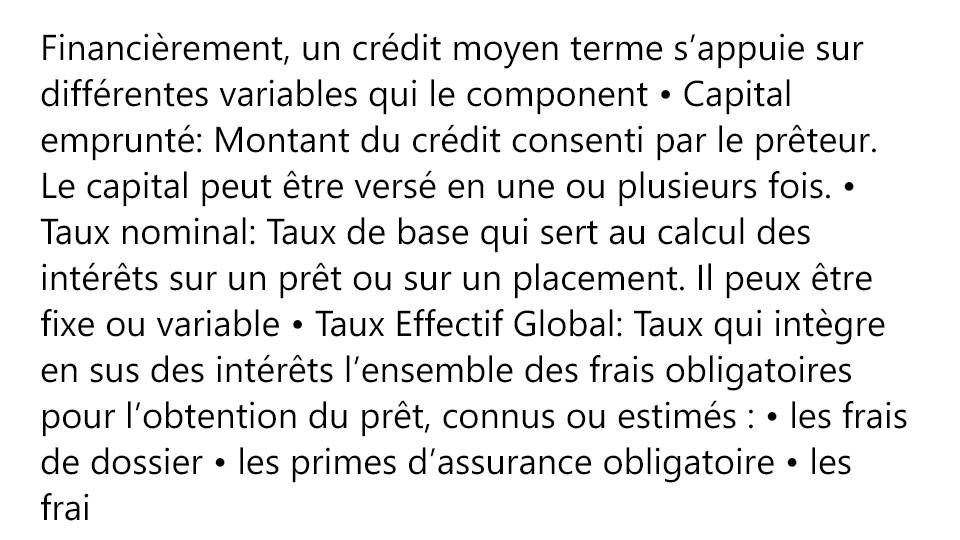 Financièrement, un crédit moyen terme s’appuie sur
différentes variables qui le component • Capital
emprunté: Montant du crédit consenti par le prêteur.
Le capital peut être versé en une ou plusieurs fois. •
Taux nominal: Taux de base qui sert au calcul des
intérêts sur un prêt ou sur un placement. Il peux être
fixe ou variable • Taux Effectif Global: Taux qui intègre
en sus des intérêts l’ensemble des frais obligatoires
pour l’obtention du prêt, connus ou estimés : • les frais
de dossier • les primes d’assurance obligatoire • les
frai